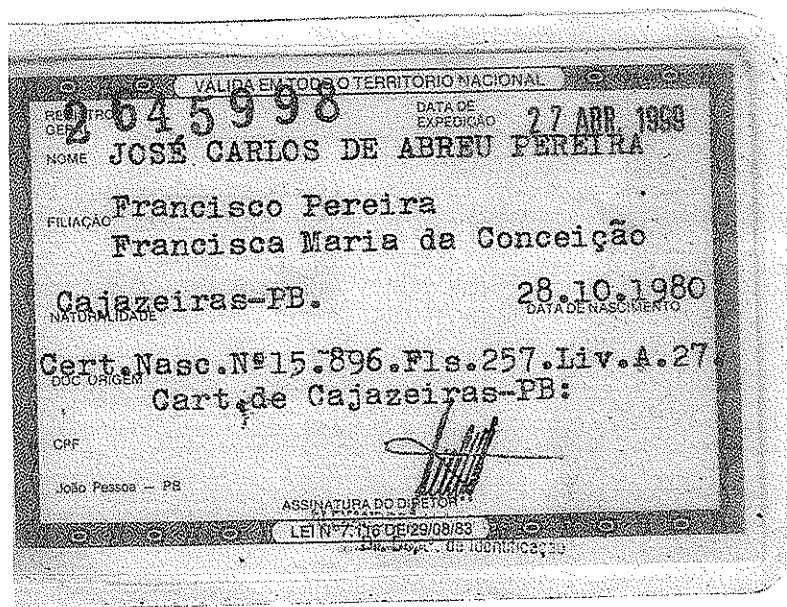 VÁLIDA EM TODO O TERRITÓRIO NACIONAL
REGISTRO GERAL 2645998 DATA DE EXPEDIÇÃO 27 ABR. 1999
NOME JOSÉ CARLOS DE ABREU PEREIRA
FILIAÇÃO Francisco Pereira
Francisca Maria da Conceição
Cajazeiras-PB. 28.10.1980
NATURALIDADE DATA DE NASCIMENTO
Cert.Nasc.Nº15.896.Fls.257.Liv.A.27.
DOC ORIGEM
Cart.de Cajazeiras-PB:
CPF
João Pessoa — PB
ASSINATURA DO DIRETOR
LEI Nº 7.116 DE 29/08/83
de Identificação